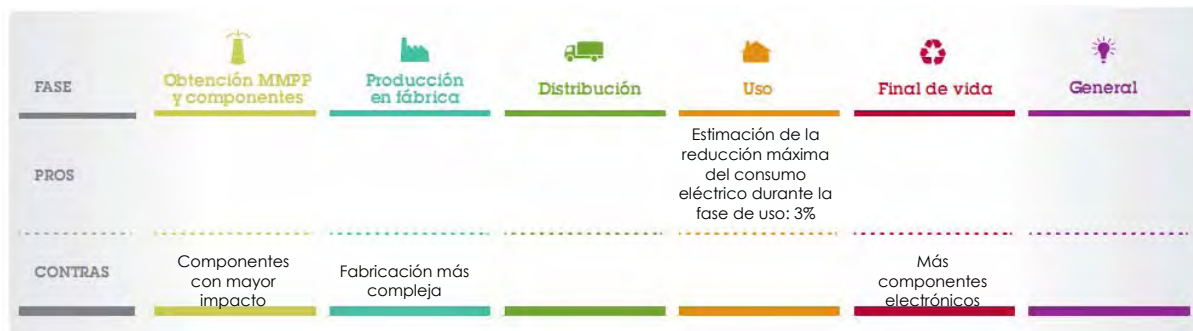 FASE
Obtención MMPP
y componentes
Producción
en fábrica
Distribución
Uso
Final de vida
General
PROS
Estimación de la
reducción máxima
del consumo
eléctrico durante la
fase de uso: 3%
CONTRAS
Componentes
con mayor
impacto
Fabricación más
compleja
Más
componentes
electrónicos